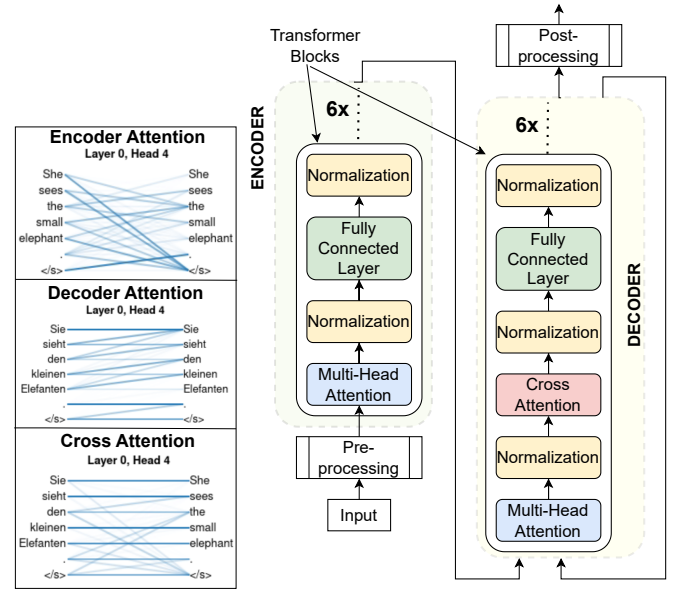 Encoder Attention
Layer 0, Head 4
She She
sees sees
the the
small small
elephant elephant
. .
</s> </s>
Decoder Attention
Layer 0, Head 4
Sie Sie
sieht sieht
den den
kleinen kleinen
Elefanten Elefanten
. .
</s> </s>
Cross Attention
Layer 0, Head 4
Sie She
sieht sees
den the
kleinen small
Elefanten elephant
. .
</s> </s>
Transformer
Blocks
ENCODER
6x
Normalization
Fully
Connected
Layer
Normalization
Multi-Head
Attention
Pre-
processing
Input
Post-
processing
6x
DECODER
Normalization
Fully
Connected
Layer
Normalization
Cross
Attention
Normalization
Multi-Head
Attention